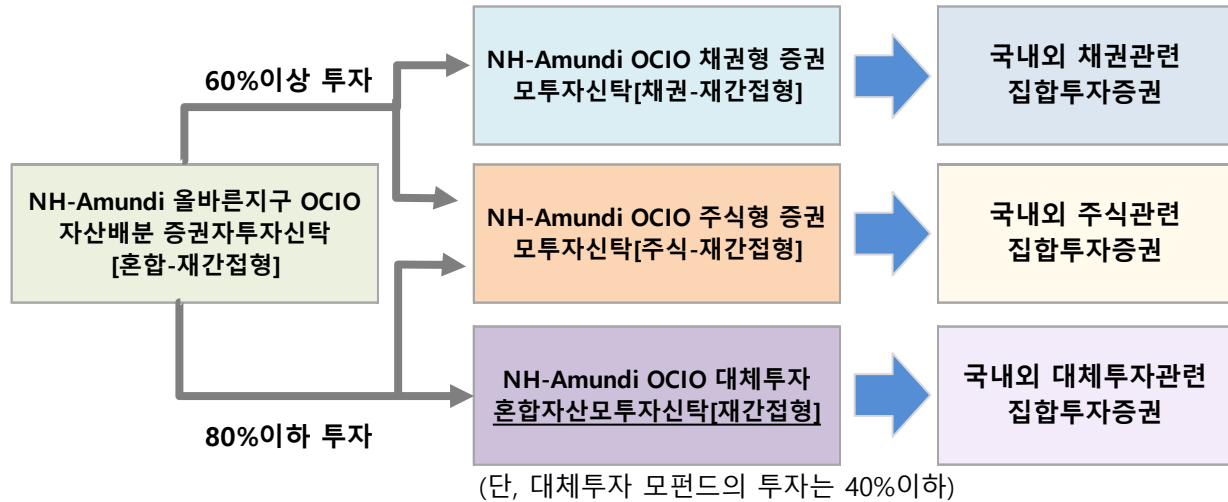 60%이상 투자
NH-Amundi OCIO 채권형 증권
모투자신탁[채권-재간접형]
국내외 채권관련
집합투자증권
NH-Amundi 올바른지구 OCIO
자산배분 증권자투자신탁
[혼합-재간접형]
NH-Amundi OCIO 주식형 증권
모투자신탁[주식-재간접형]
국내외 주식관련
집합투자증권
NH-Amundi OCIO 대체투자
혼합자산모투자신탁[재간접형]
국내외 대체투자관련
집합투자증권
80%이하 투자
(단, 대체투자 모펀드의 투자는 40%이하)